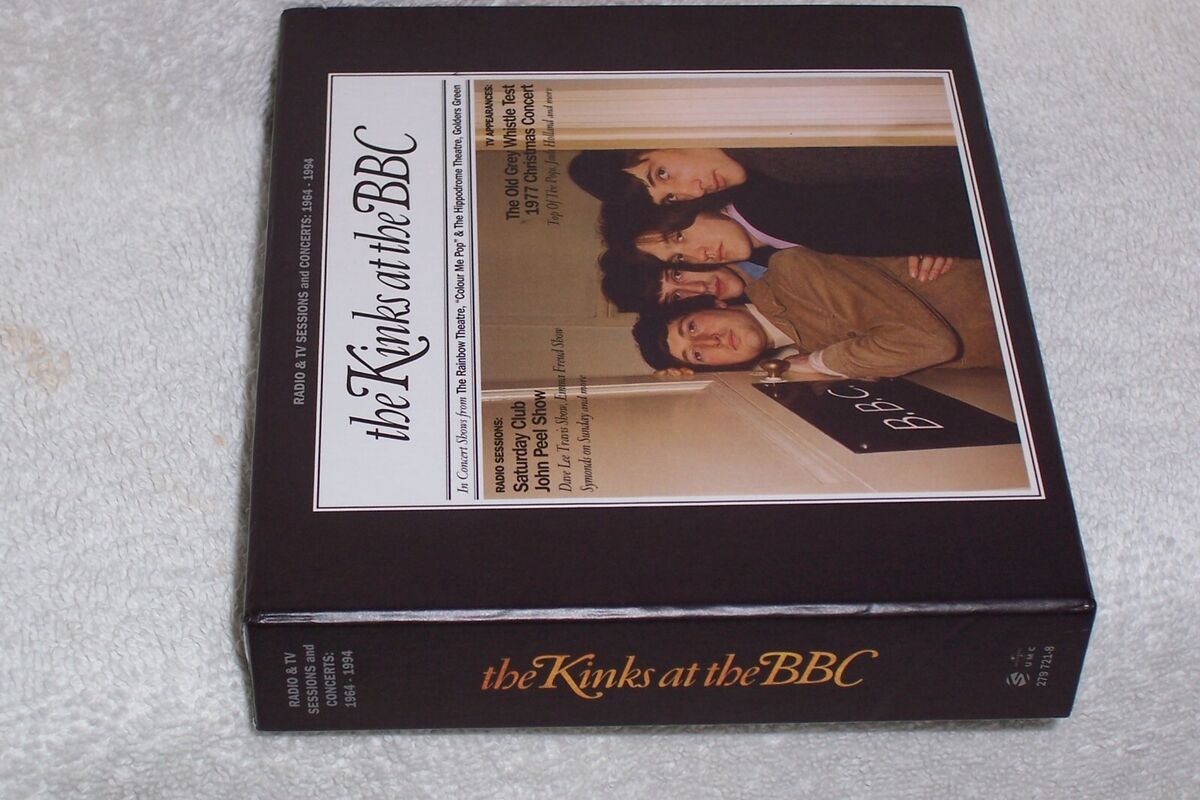 RADIO & TV SESSIONS and CONCERTS: 1964 - 1994
the Kinks at the BBC
In Concert Shows from The Rainbow Theatre, "Colour Me Pop" & The Hippodrome Theatre, Golders Green
RADIO SESSIONS:
Saturday Club
John Peel Show
Dave Lee Travis Show, Emma Freud Show
Symonds on Sunday and more
TV APPEARANCES:
The Old Grey Whistle Test
1977 Christmas Concert
Top Of The Pops, Jools Holland and more
B.B.C.
RADIO & TV
SESSIONS and
CONCERTS:
1964 - 1994
the Kinks at the BBC
S
UMC
279 721-8